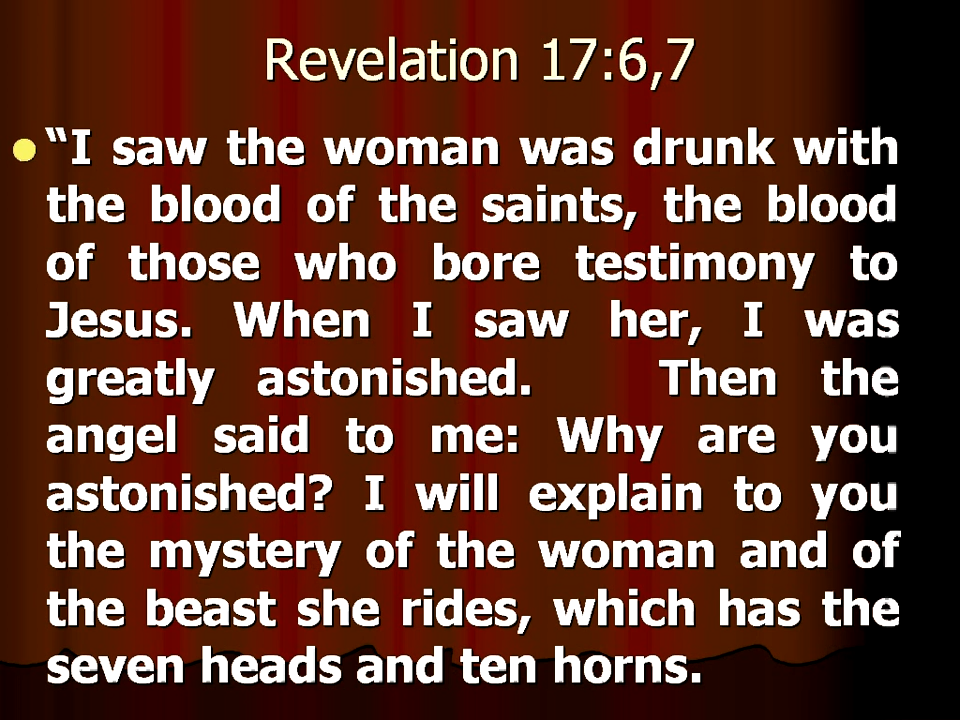 Revelation 17:6,7
“I saw the woman was drunk with
the blood of the saints, the blood
of those who bore testimony to
Jesus. When I saw her, I was
greatly astonished. Then the
angel said to me: Why are you
astonished? I will explain to you
the mystery of the woman and of
the beast she rides, which has the
seven heads and ten horns.